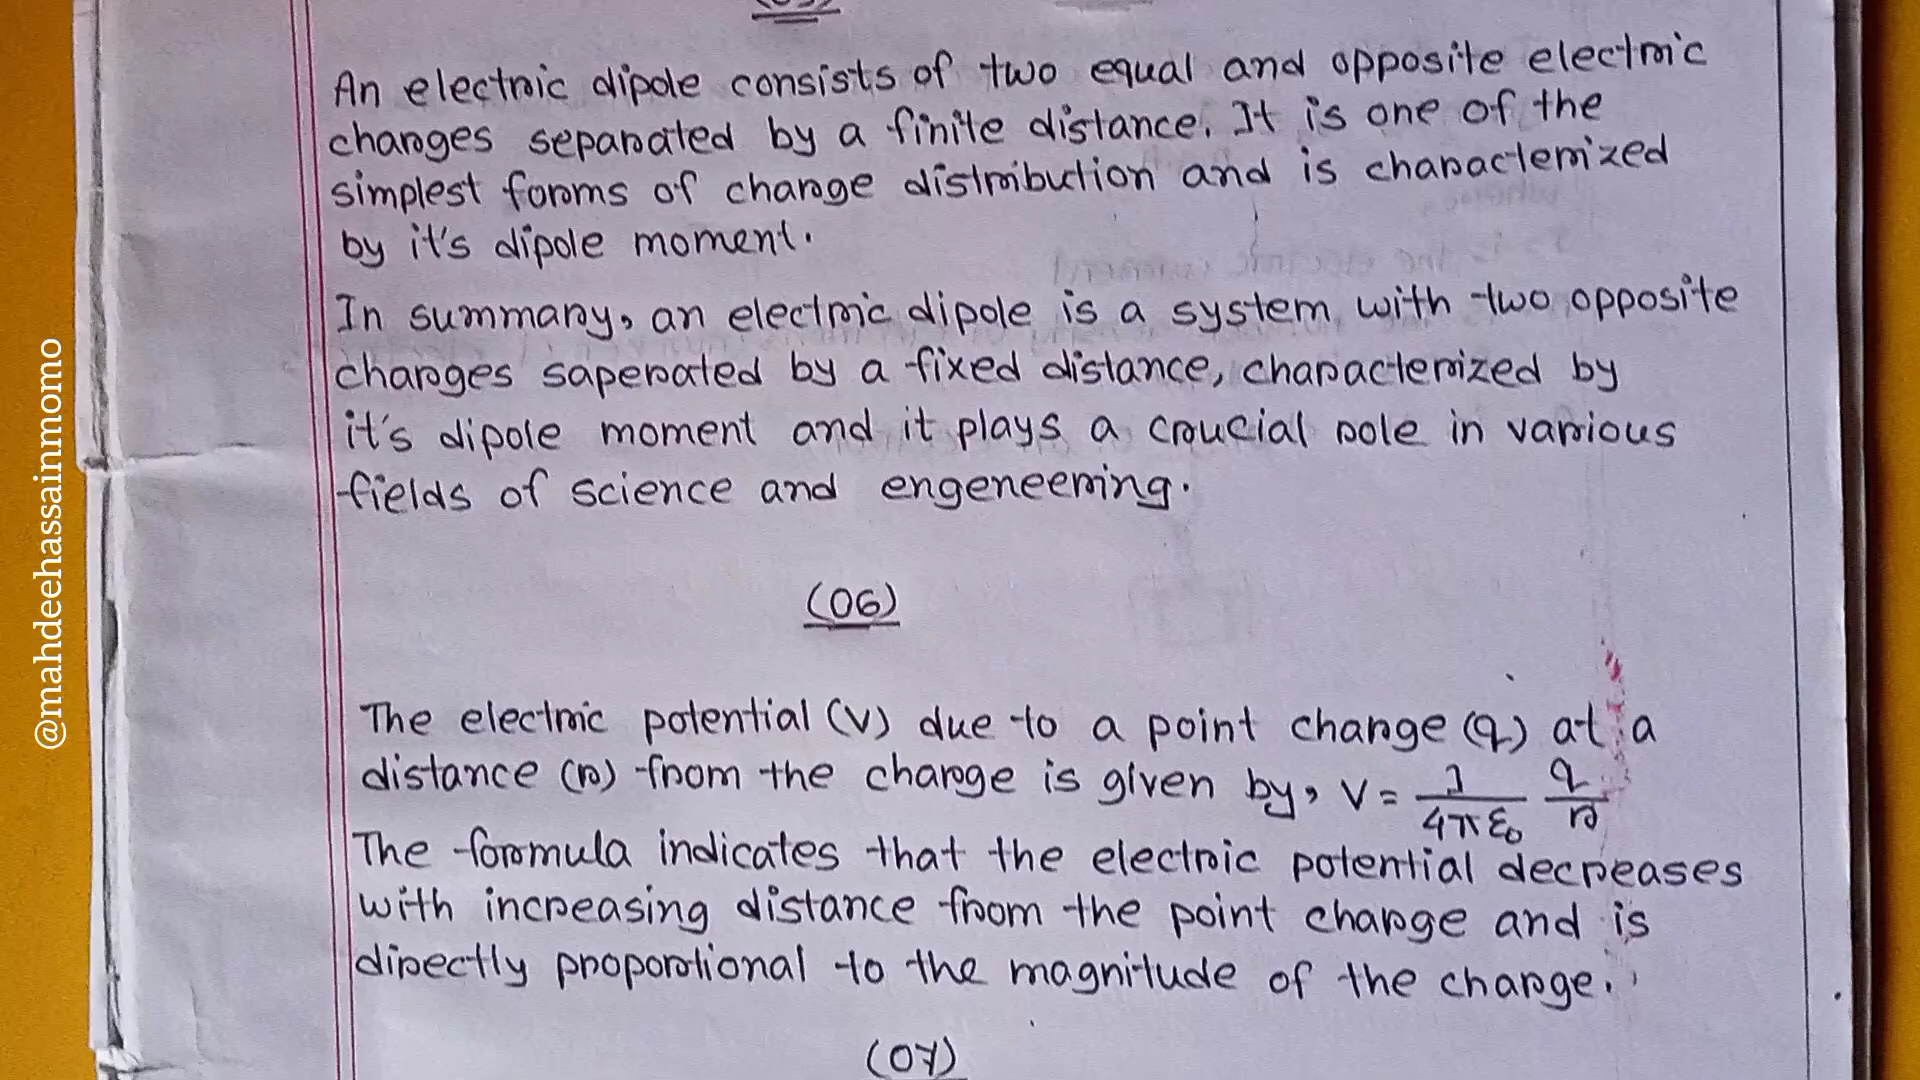 An electric dipole consists of two equal and opposite electric
charges separated by a finite distance. It is one of the
simplest forms of charge distribution and is characterized
by it's dipole moment.
In summary, an electric dipole is a system with two opposite
charges saperated by a fixed distance, characterized by
it's dipole moment and it plays a crucial role in various
fields of science and engeneering.
(06)
The electric potential (V) due to a point charge (q) at a
distance (r) from the charge is given by, V = 1/4πε₀ q/r
The formula indicates that the electric potential decreases
with increasing distance from the point charge and is
directly proportional to the magnitude of the charge.
(07)
@mahdeehassainmomo